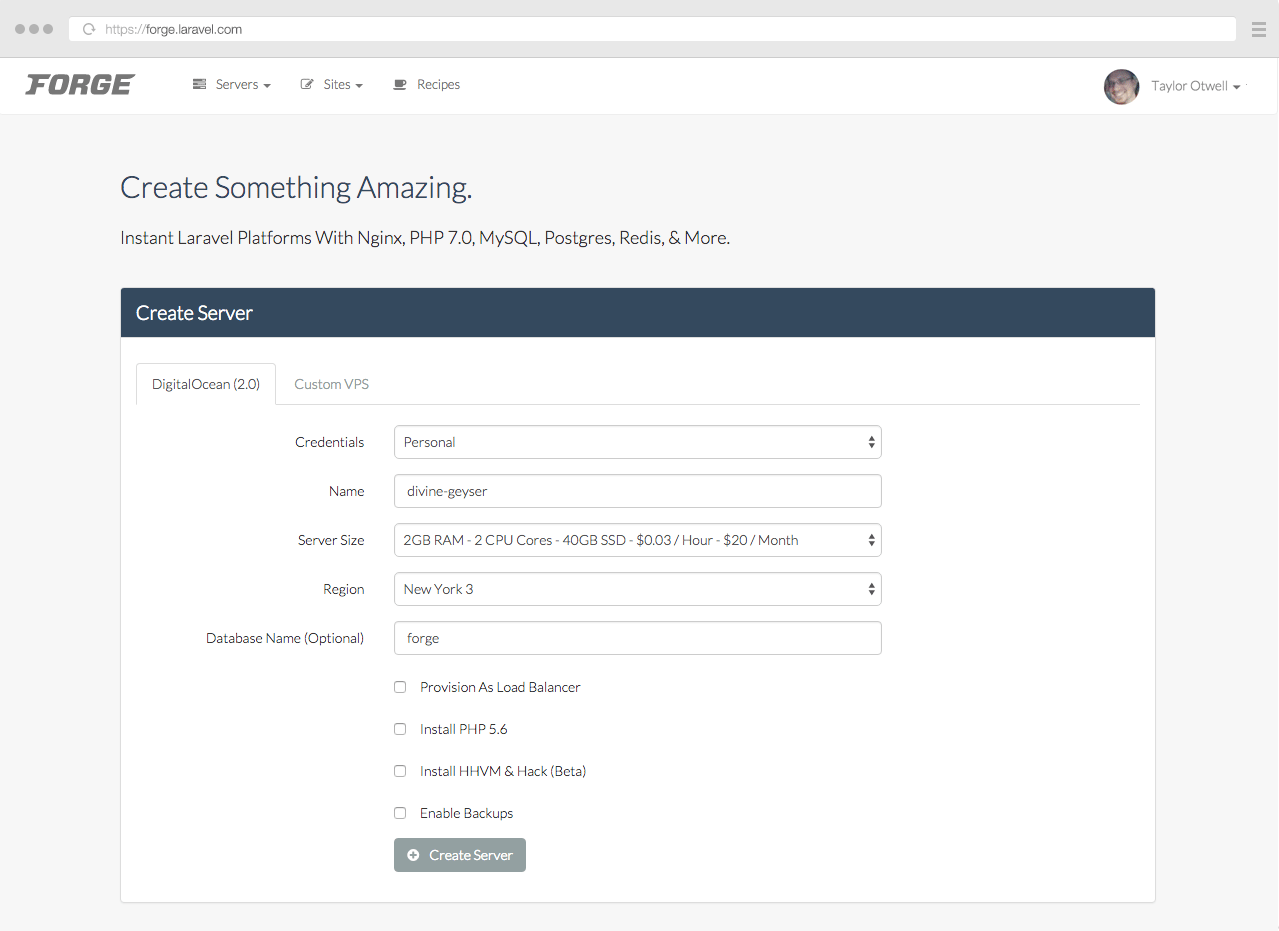 https://forge.laravel.com
FORGE Servers Sites Recipes Taylor Otwell
Create Something Amazing.
Instant Laravel Platforms With Nginx, PHP 7.0, MySQL, Postgres, Redis, & More.
Create Server
DigitalOcean (2.0) Custom VPS
Credentials Personal
Name divine-geyser
Server Size 2GB RAM - 2 CPU Cores - 40GB SSD - $0.03 / Hour - $20 / Month
Region New York 3
Database Name (Optional) forge
Provision As Load Balancer
Install PHP 5.6
Install HHVM & Hack (Beta)
Enable Backups
Create Server